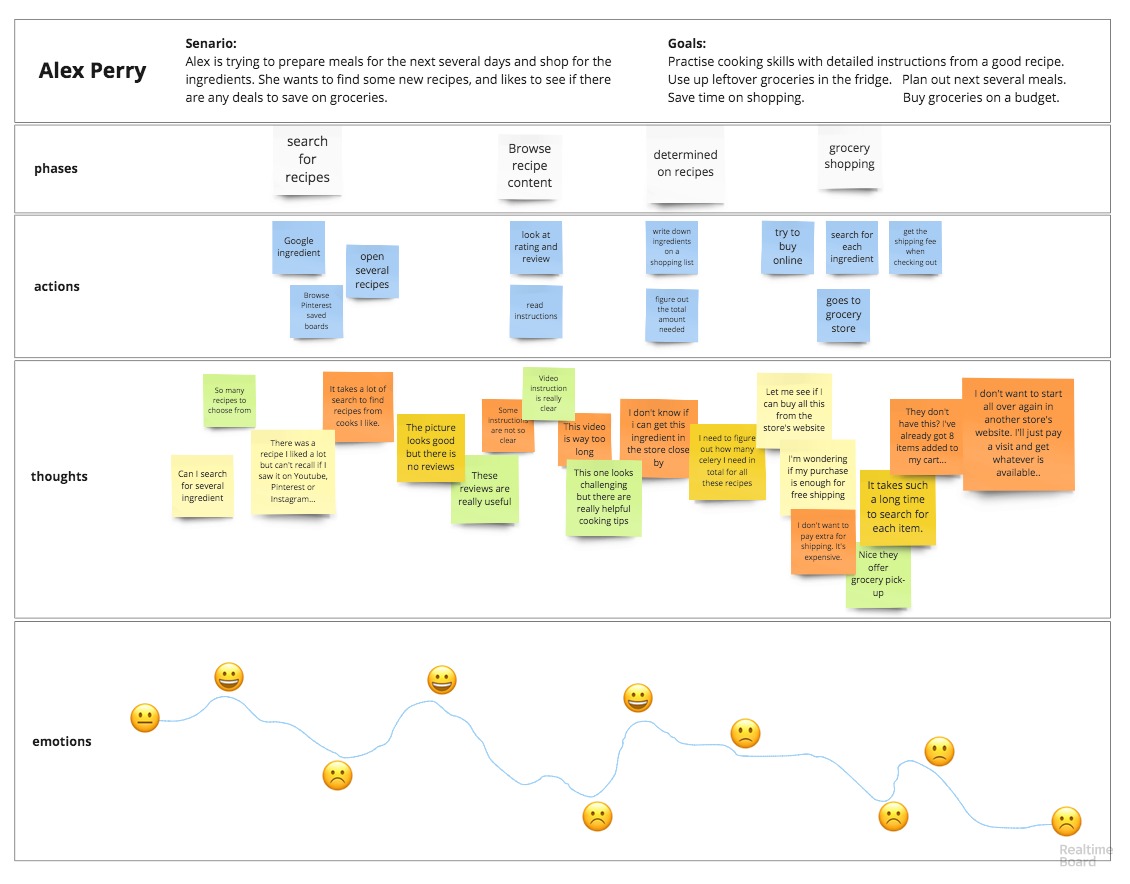 Alex Perry
Senario:
Alex is trying to prepare meals for the next several days and shop for the
ingredients. She wants to find some new recipes, and likes to see if there
are any deals to save on groceries.
Goals:
Practise cooking skills with detailed instructions from a good recipe.
Use up leftover groceries in the fridge. Plan out next several meals.
Save time on shopping. Buy groceries on a budget.
phases
search
for
recipes
Browse
recipe
content
determined
on recipes
grocery
shopping
actions
Google
ingredient
open
several
recipes
Browse
Pinterest
saved
boards
look at
rating and
review
read
instructions
write down
ingredients
on a
shopping list
figure out
the total
amount
needed
try to
buy
online
search for
each
ingredient
get the
shipping fee
when
checking out
goes to
grocery
store
thoughts
So many
recipes to
choose from
Can I search
for several
ingredient
There was a
recipe I liked a lot
but can't recall if I
saw it on Youtube,
Pinterest or
Instagram...
It takes a lot of
search to find
recipes from
cooks I like.
The picture
looks good
but there is
no reviews
These
reviews are
really useful
Some
instructions
are not so
clear
Video
instruction
is really
clear
This video
is way too
long
This one looks
challenging
but there are
really helpful
cooking tips
I don't know if
i can get this
ingredient in
the store close
by
I need to figure
out how many
celery I need in
total for all
these recipes
Let me see if I
can buy all this
from the
store's website
I'm wondering
if my purchase
is enough for
free shipping
I don't want to
pay extra for
shipping. It's
expensive.
Nice they
offer
grocery pick-
up
It takes such
a long time
to search for
each item.
They don't
have this? I've
already got 8
items added to
my cart...
I don't want to start
all over again in
another store's
website. I'll just pay
a visit and get
whatever is
available..
emotions
Realtime
Board